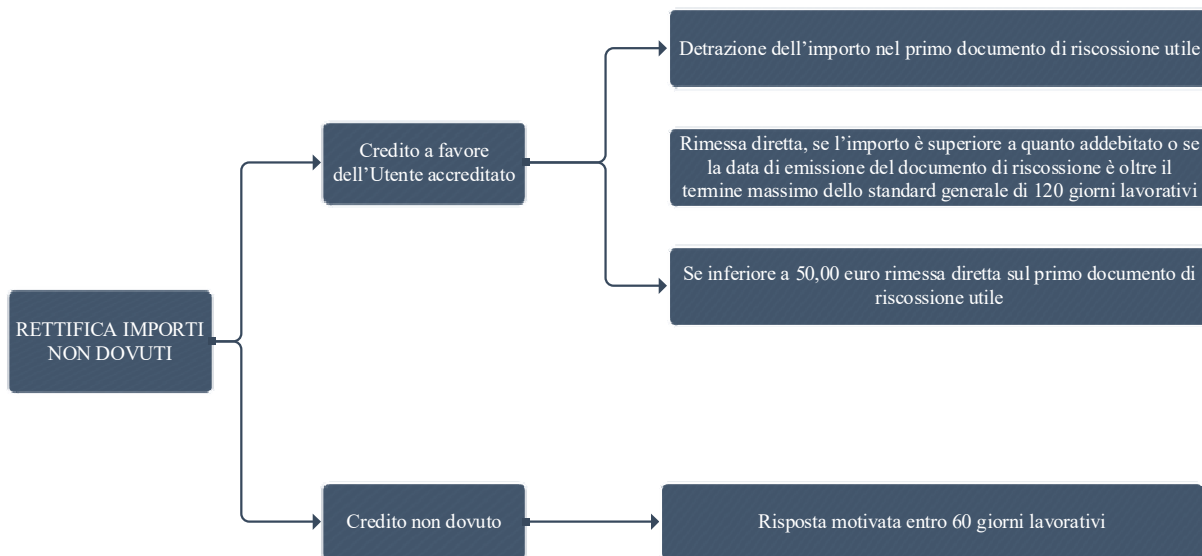 RETTIFICA IMPORTI
NON DOVUTI
Credito a favore
dell’Utente accreditato
Detrazione dell’importo nel primo documento di riscossione utile
Rimessa diretta, se l’importo è superiore a quanto addebitato o se
la data di emissione del documento di riscossione è oltre il
termine massimo dello standard generale di 120 giorni lavorativi
Se inferiore a 50,00 euro rimessa diretta sul primo documento di
riscossione utile
Credito non dovuto
Risposta motivata entro 60 giorni lavorativi